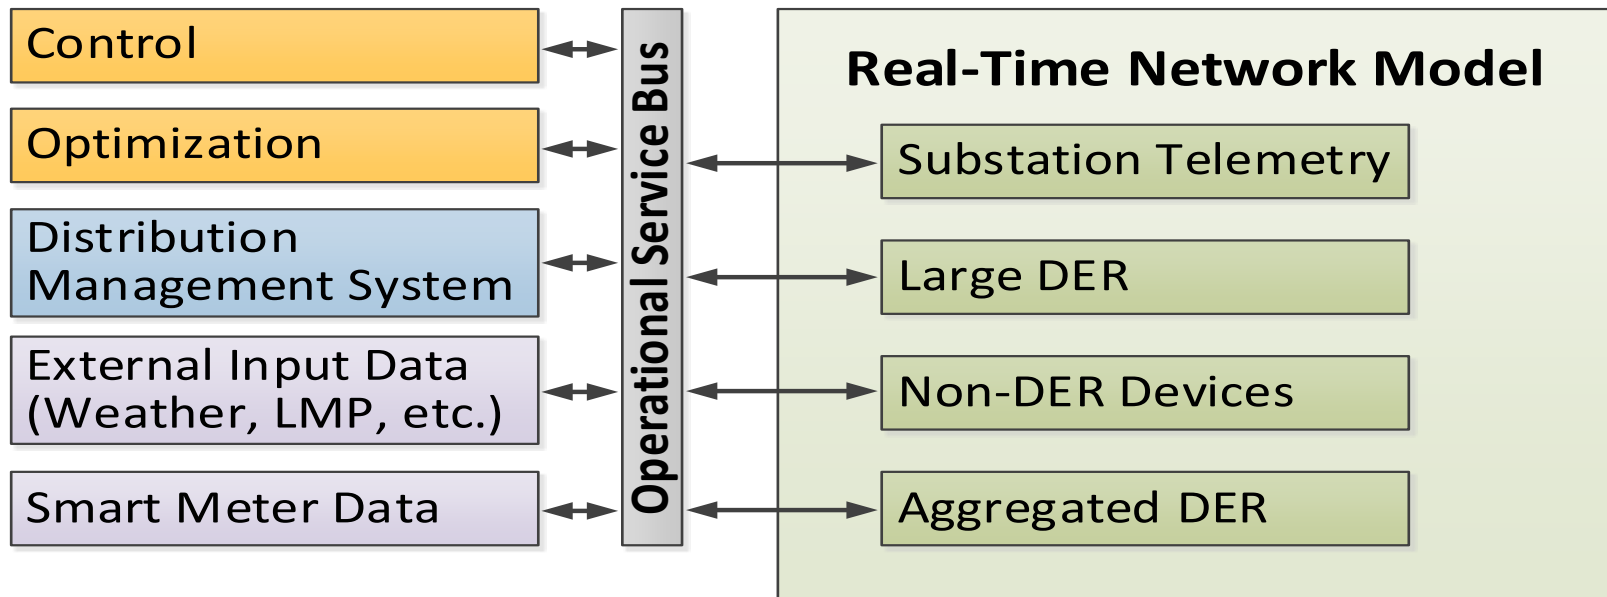 Control
Optimization
Distribution
Management System
External Input Data
(Weather, LMP, etc.)
Smart Meter Data
Operational Service Bus
Real-Time Network Model
Substation Telemetry
Large DER
Non-DER Devices
Aggregated DER